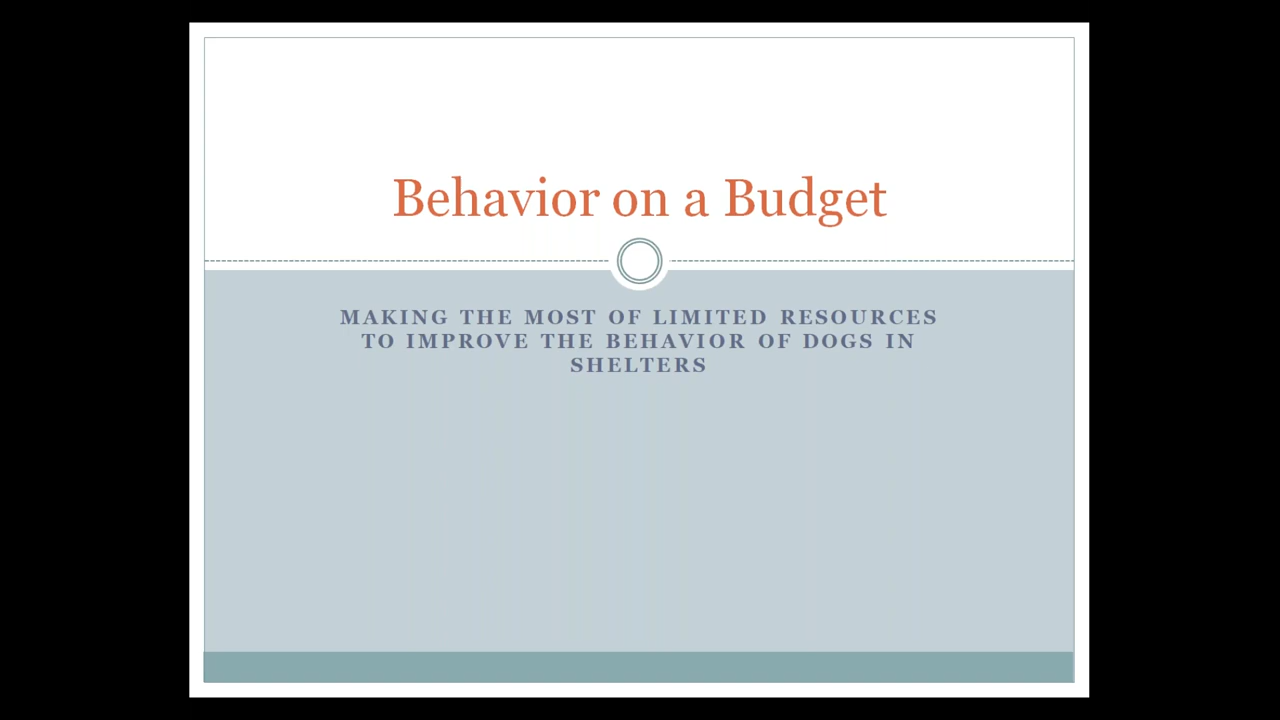 Behavior on a Budget
MAKING THE MOST OF LIMITED RESOURCES
TO IMPROVE THE BEHAVIOR OF DOGS IN
SHELTERS